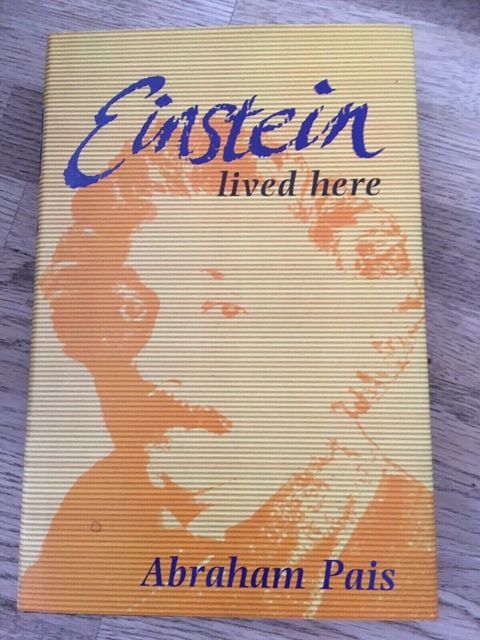 Einstein
lived here
Abraham Pais